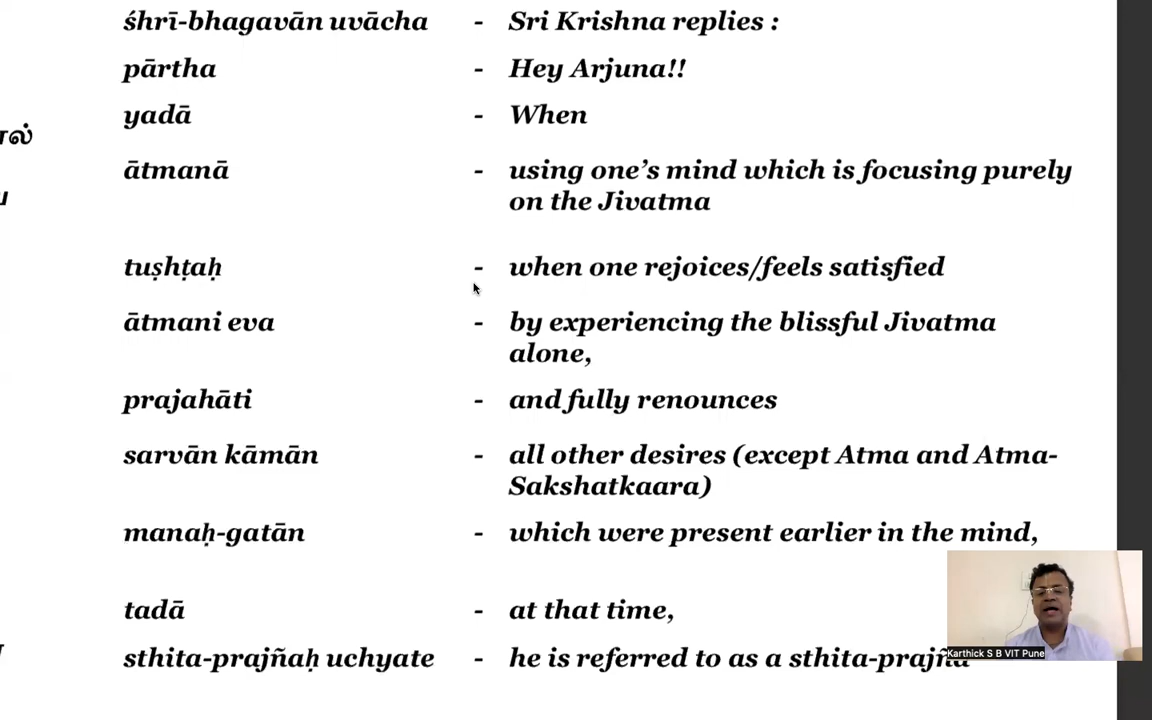 śhrī-bhagavān uvācha - Sri Krishna replies :
pārtha - Hey Arjuna!!
yadā - When
ரல்
ātmanā - using one’s mind which is focusing purely
on the Jivatma
tuṣhṭaḥ - when one rejoices/feels satisfied
ātmani eva - by experiencing the blissful Jivatma
alone,
prajahāti - and fully renounces
sarvān kāmān - all other desires (except Atma and Atma-
Sakshatkaara)
manaḥ-gatān - which were present earlier in the mind,
tadā - at that time,
sthita-prajñaḥ uchyate - he is referred to as a sthita-prajña
Karthick S B VIT Pune